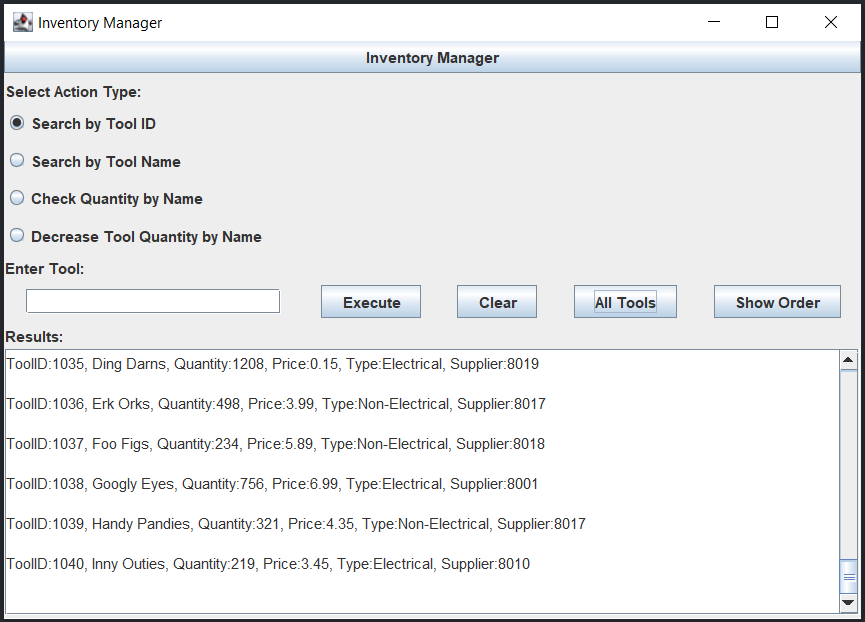 Inventory Manager
Inventory Manager
Select Action Type:
Search by Tool ID
Search by Tool Name
Check Quantity by Name
Decrease Tool Quantity by Name
Enter Tool:
Execute Clear All Tools Show Order
Results:
ToolID:1035, Ding Darns, Quantity:1208, Price:0.15, Type:Electrical, Supplier:8019
ToolID:1036, Erk Orks, Quantity:498, Price:3.99, Type:Non-Electrical, Supplier:8017
ToolID:1037, Foo Figs, Quantity:234, Price:5.89, Type:Non-Electrical, Supplier:8018
ToolID:1038, Googly Eyes, Quantity:756, Price:6.99, Type:Electrical, Supplier:8001
ToolID:1039, Handy Pandies, Quantity:321, Price:4.35, Type:Non-Electrical, Supplier:8017
ToolID:1040, Inny Outies, Quantity:219, Price:3.45, Type:Electrical, Supplier:8010